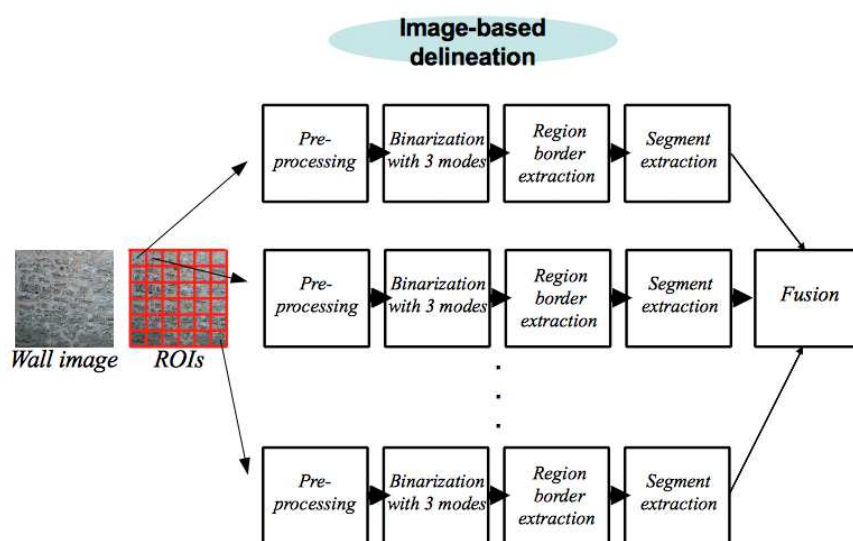 Image-based
delineation
Pre-
processing
Binarization
with 3 modes
Region
border
extraction
Segment
extraction
Pre-
processing
Binarization
with 3 modes
Region
border
extraction
Segment
extraction
Fusion
Wall image
ROIs
Pre-
processing
Binarization
with 3 modes
Region
border
extraction
Segment
extraction